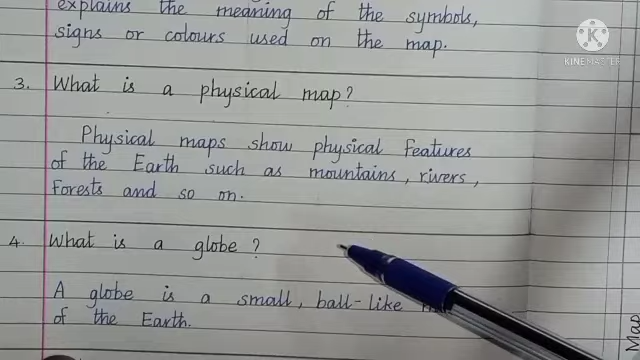 explains the meaning of the symbols,
signs or colours used on the map.
KINEMASTER
3. What is a physical map?
Physical maps show physical features
of the Earth such as mountains, rivers,
Forests and so on.
4. What is a globe?
A globe is a small, ball-like
of the Earth.
Map